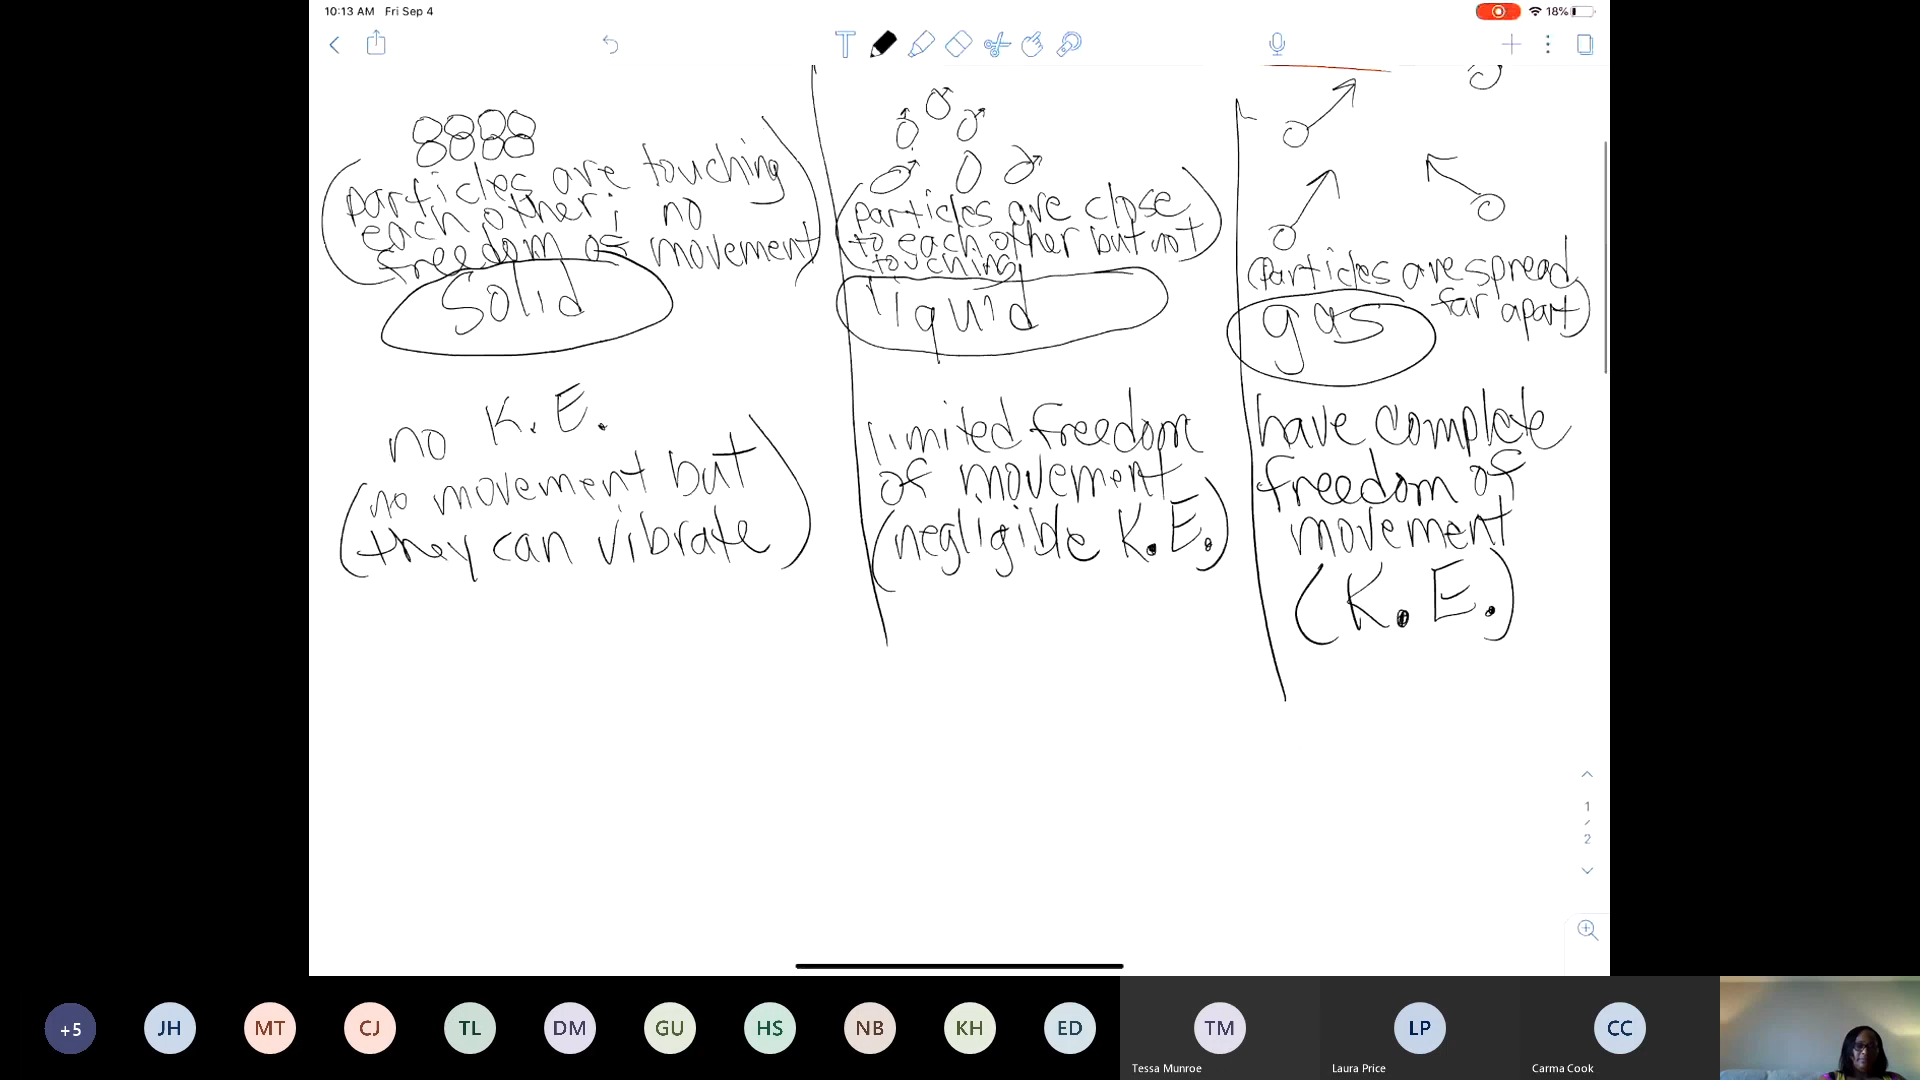 10:13 AM Fri Sep 4
18%
T
particles are touching
each other; no
freedom of movement
solid
no K.E.
(no movement but
they can vibrate)
(particles are close
to each other but not
touching)
liquid
limited freedom
of movement
(negligible K.E.)
(particles are spread
far apart)
gas
have complete
freedom of
movement
(K.E.)
1
2
+5
JH
MT
CJ
TL
DM
GU
HS
NB
KH
ED
TM
Tessa Munroe
LP
Laura Price
CC
Carma Cook